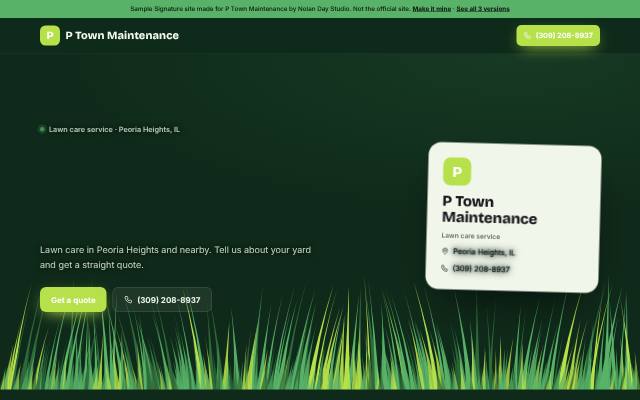 Sample Signature site made for P Town Maintenance by Nolan Day Studio. Not the official site. Make it mine · See all 3 versions
P P Town Maintenance
(309) 208-8937
Lawn care service · Peoria Heights, IL
P
P Town
Maintenance
Lawn care service
Peoria Heights, IL
(309) 208-8937
Lawn care in Peoria Heights and nearby. Tell us about your yard
and get a straight quote.
Get a quote
(309) 208-8937